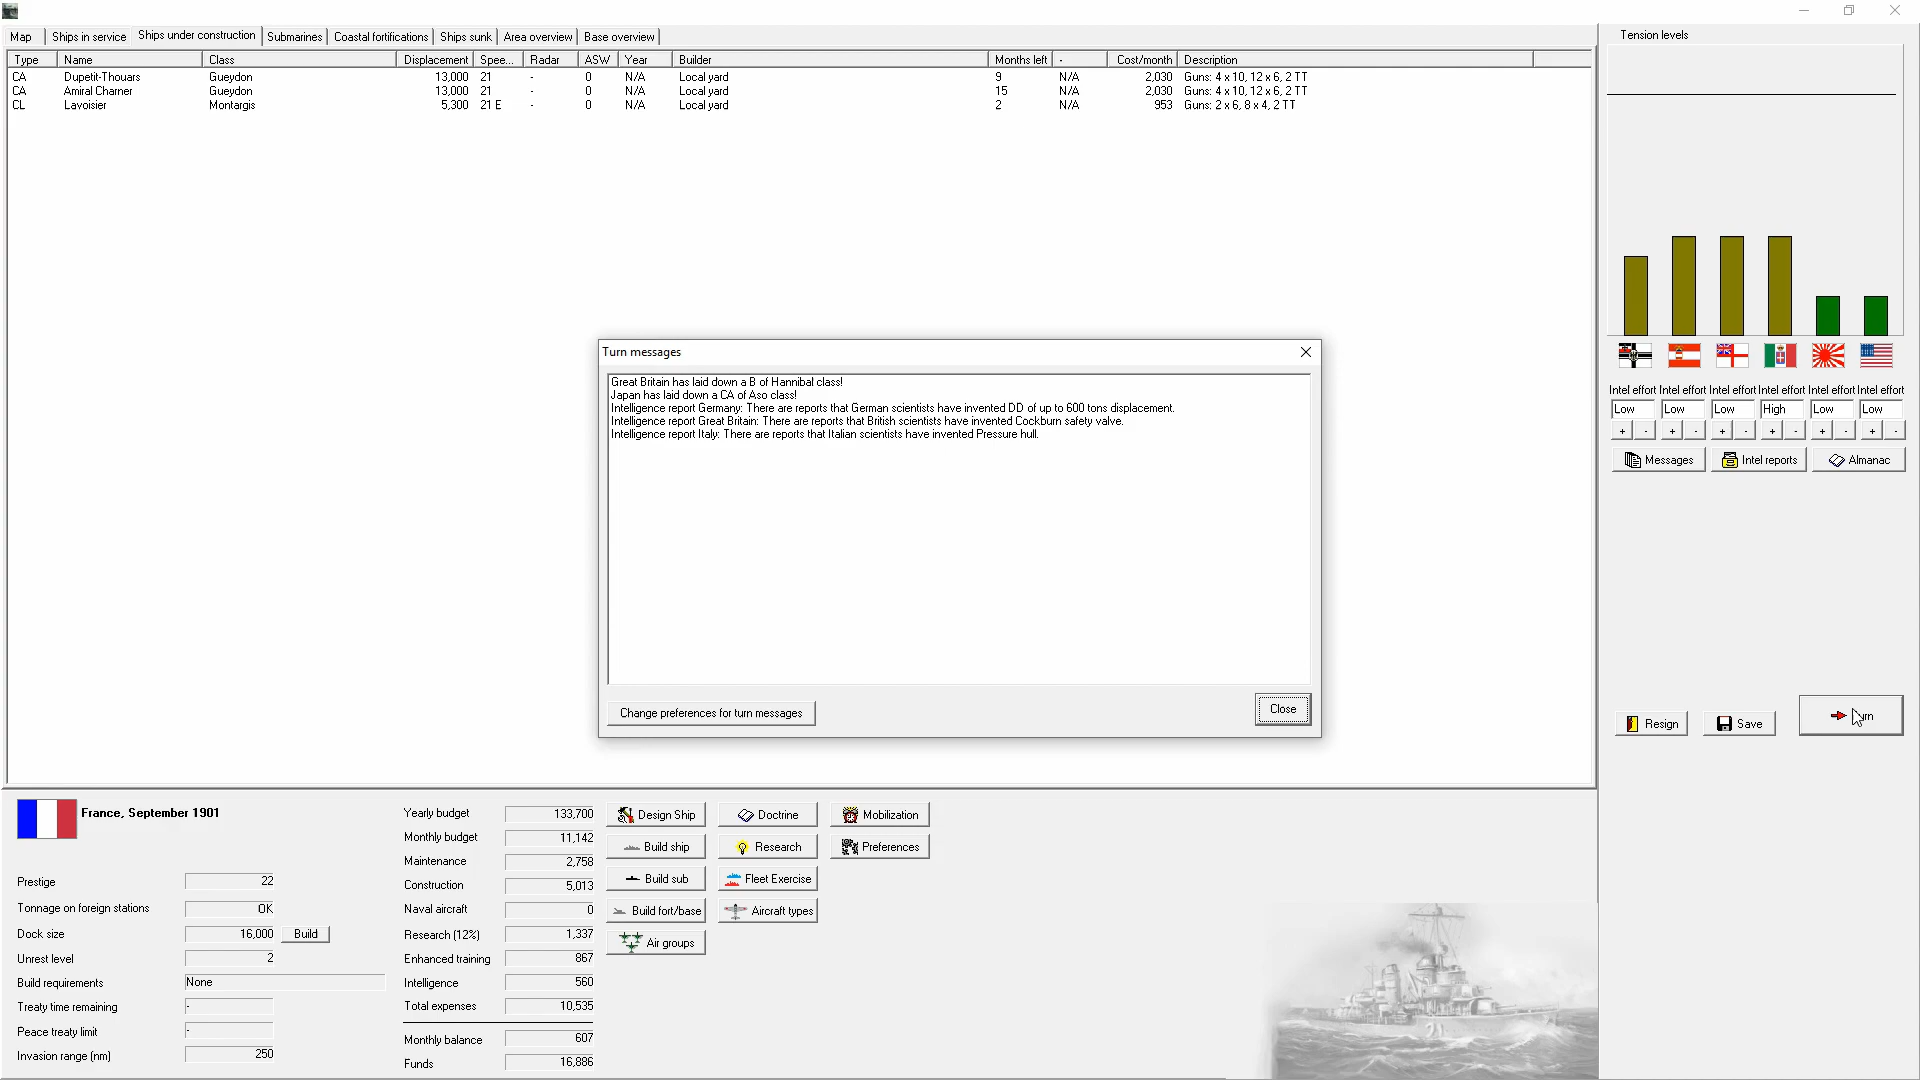 Map Ships in service Ships under construction Submarines Coastal fortifications Ships sunk Area overview Base overview
Type Name Class Displacement Spee... Radar ASW Year Builder Months left - Cost/month Description
CA Dupetit-Thouars Gueydon 13,000 21 - 0 N/A Local yard 9 N/A 2,030 Guns: 4 x 10, 12 x 6, 2 TT
CA Amiral Charner Gueydon 13,000 21 - 0 N/A Local yard 15 N/A 2,030 Guns: 4 x 10, 12 x 6, 2 TT
CL Lavoisier Montargis 5,300 21 E - 0 N/A Local yard 2 N/A 953 Guns: 2 x 6, 8 x 4, 2 TT
Tension levels
Intel effort Intel effort Intel effort Intel effort Intel effort Intel effort
Low Low Low High Low Low
+ - + - + - + - + - + -
Messages Intel reports Almanac
Turn messages
Great Britain has laid down a B of Hannibal class!
Japan has laid down a CA of Aso class!
Intelligence report Germany: There are reports that German scientists have invented DD of up to 600 tons displacement.
Intelligence report Great Britain: There are reports that British scientists have invented Cockburn safety valve.
Intelligence report Italy: There are reports that Italian scientists have invented Pressure hull.
Change preferences for turn messages Close
Resign Save
France, September 1901
Prestige 22
Tonnage on foreign stations OK
Dock size 16,000 Build
Unrest level 2
Build requirements None
Treaty time remaining -
Peace treaty limit -
Invasion range (nm) 250
Yearly budget 133,700
Monthly budget 11,142
Maintenance 2,758
Construction 5,013
Naval aircraft 0
Research (12%) 1,337
Enhanced training 867
Intelligence 560
Total expenses 10,535
Monthly balance 607
Funds 16,886
Design Ship Doctrine Mobilization
Build ship Research Preferences
Build sub Fleet Exercise
Build fort/base Aircraft types
Air groups